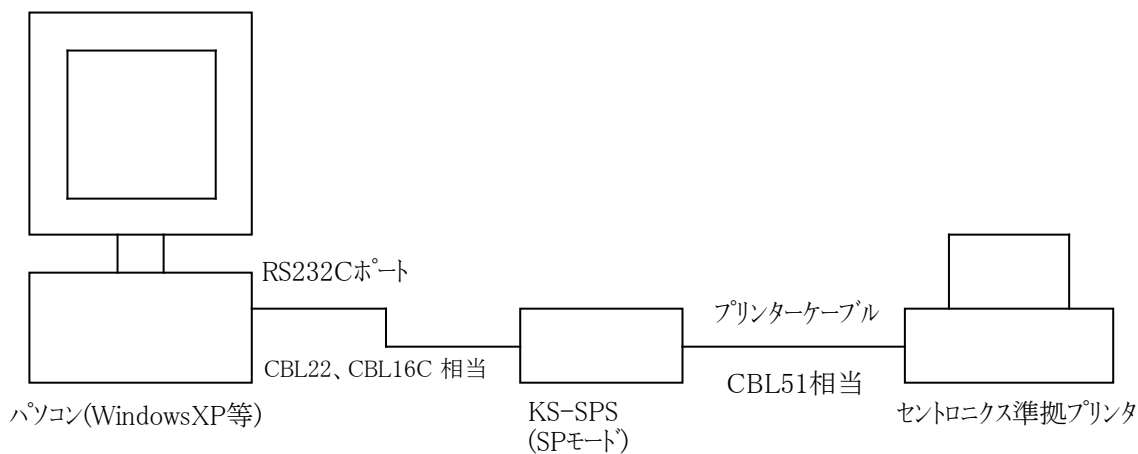 RS232Cポート
プリンターケーブル
CBL22、CBL16C 相当
CBL51相当
パソコン(WindowsXP等)
KS-SPS
(SPモード)
セントロニクス準拠プリンタ